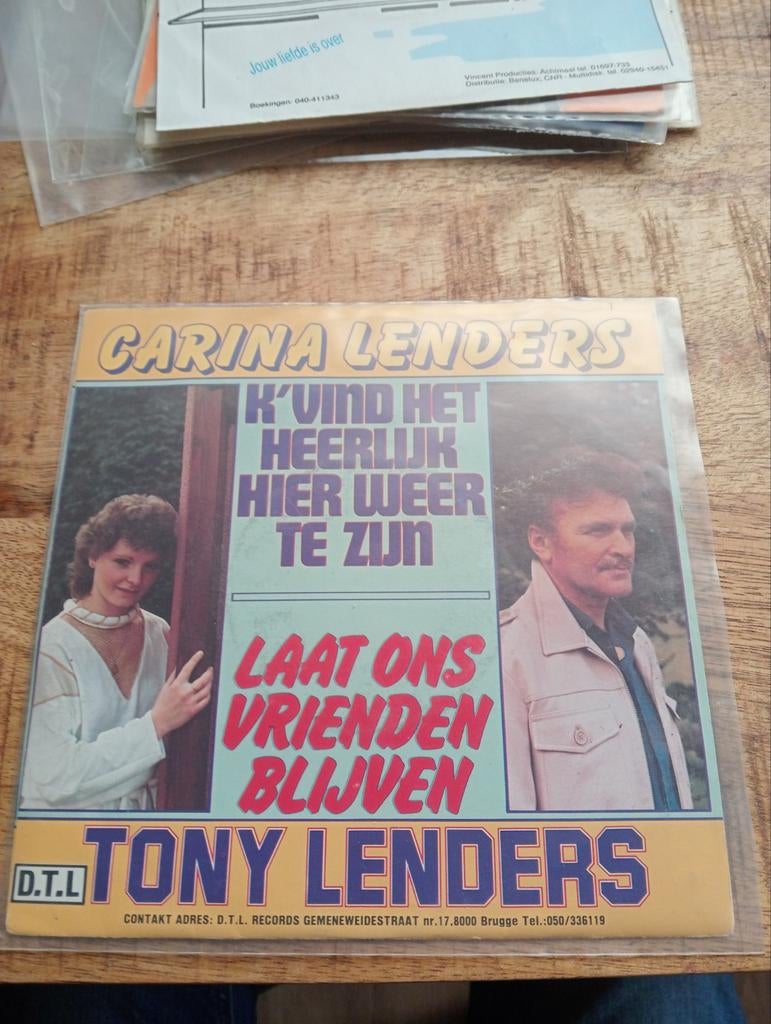 Jouw liefde is over
Vincent Producties: Achtmaal tel. 01697-733
Distributie: Benelux, CNR - Multidisk. tel. 02940-15651
Boekingen: 040-411343
CARINA LENDERS
K'VIND HET
HEERLIJK
HIER WEER
TE ZIJN
LAAT ONS
VRIENDEN
BLIJVEN
TONY LENDERS
D.T.L
CONTAKT ADRES: D.T.L. RECORDS GEMENEWEIDESTRAAT nr.17.8000 Brugge Tel.:050/336119